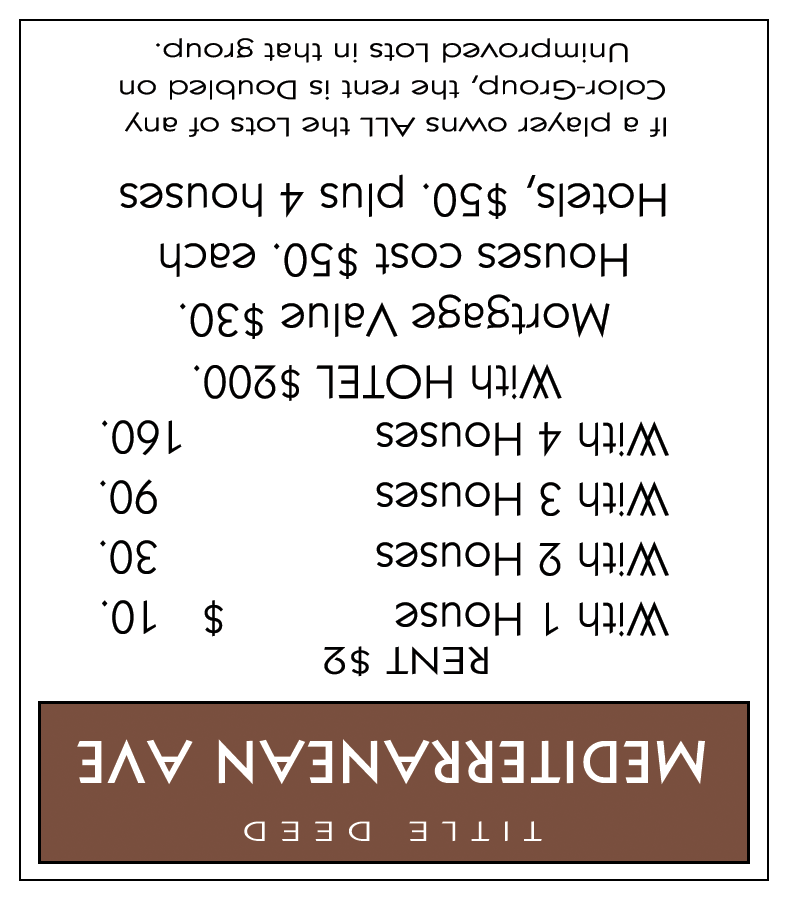 TITLE DEED
MEDITERRANEAN AVE
RENT $2
With 1 House $ 10.
With 2 Houses 30.
With 3 Houses 90.
With 4 Houses 160.
With HOTEL $200.
Mortgage Value $30.
Houses cost $50. each
Hotels, $50. plus 4 houses
If a player owns ALL the Lots of any
Color-Group, the rent is Doubled on
Unimproved Lots in that group.